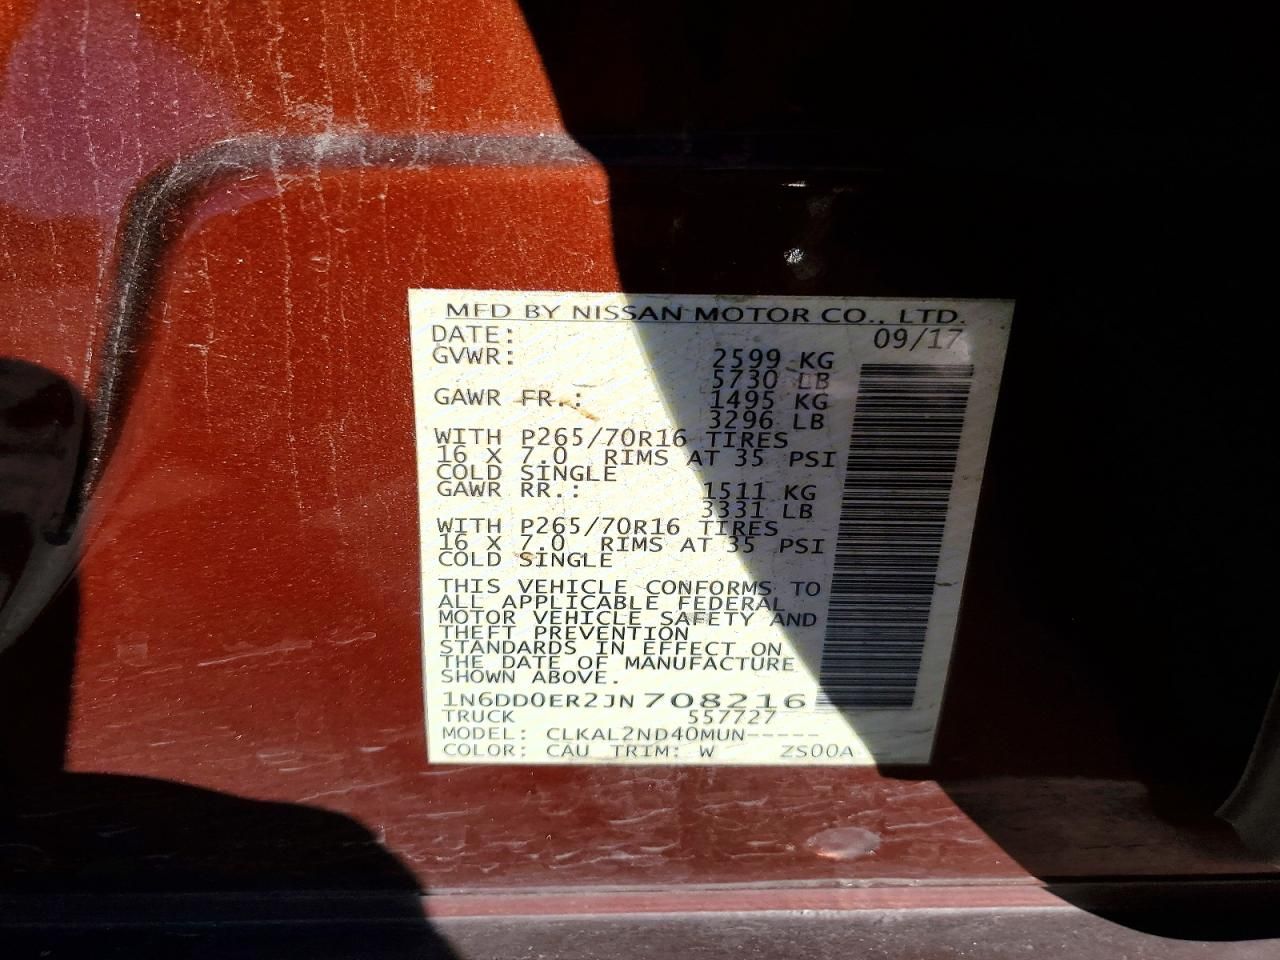 MFD BY NISSAN MOTOR CO., LTD.
DATE: 09/17
GVWR: 2599 KG
5730 LB
GAWR FR.: 1495 KG
3296 LB
WITH P265/70R16 TIRES
16 X 7.0 RIMS AT 35 PSI
COLD SINGLE
GAWR RR.: 1511 KG
3331 LB
WITH P265/70R16 TIRES
16 X 7.0 RIMS AT 35 PSI
COLD SINGLE
THIS VEHICLE CONFORMS TO
ALL APPLICABLE FEDERAL
MOTOR VEHICLE SAFETY AND
THEFT PREVENTION
STANDARDS IN EFFECT ON
THE DATE OF MANUFACTURE
SHOWN ABOVE.
1N6DD0ER2JN708216
TRUCK 557727
MODEL: CLKAL2ND40MUN-----
COLOR: CAU TRIM: W ZS00A--